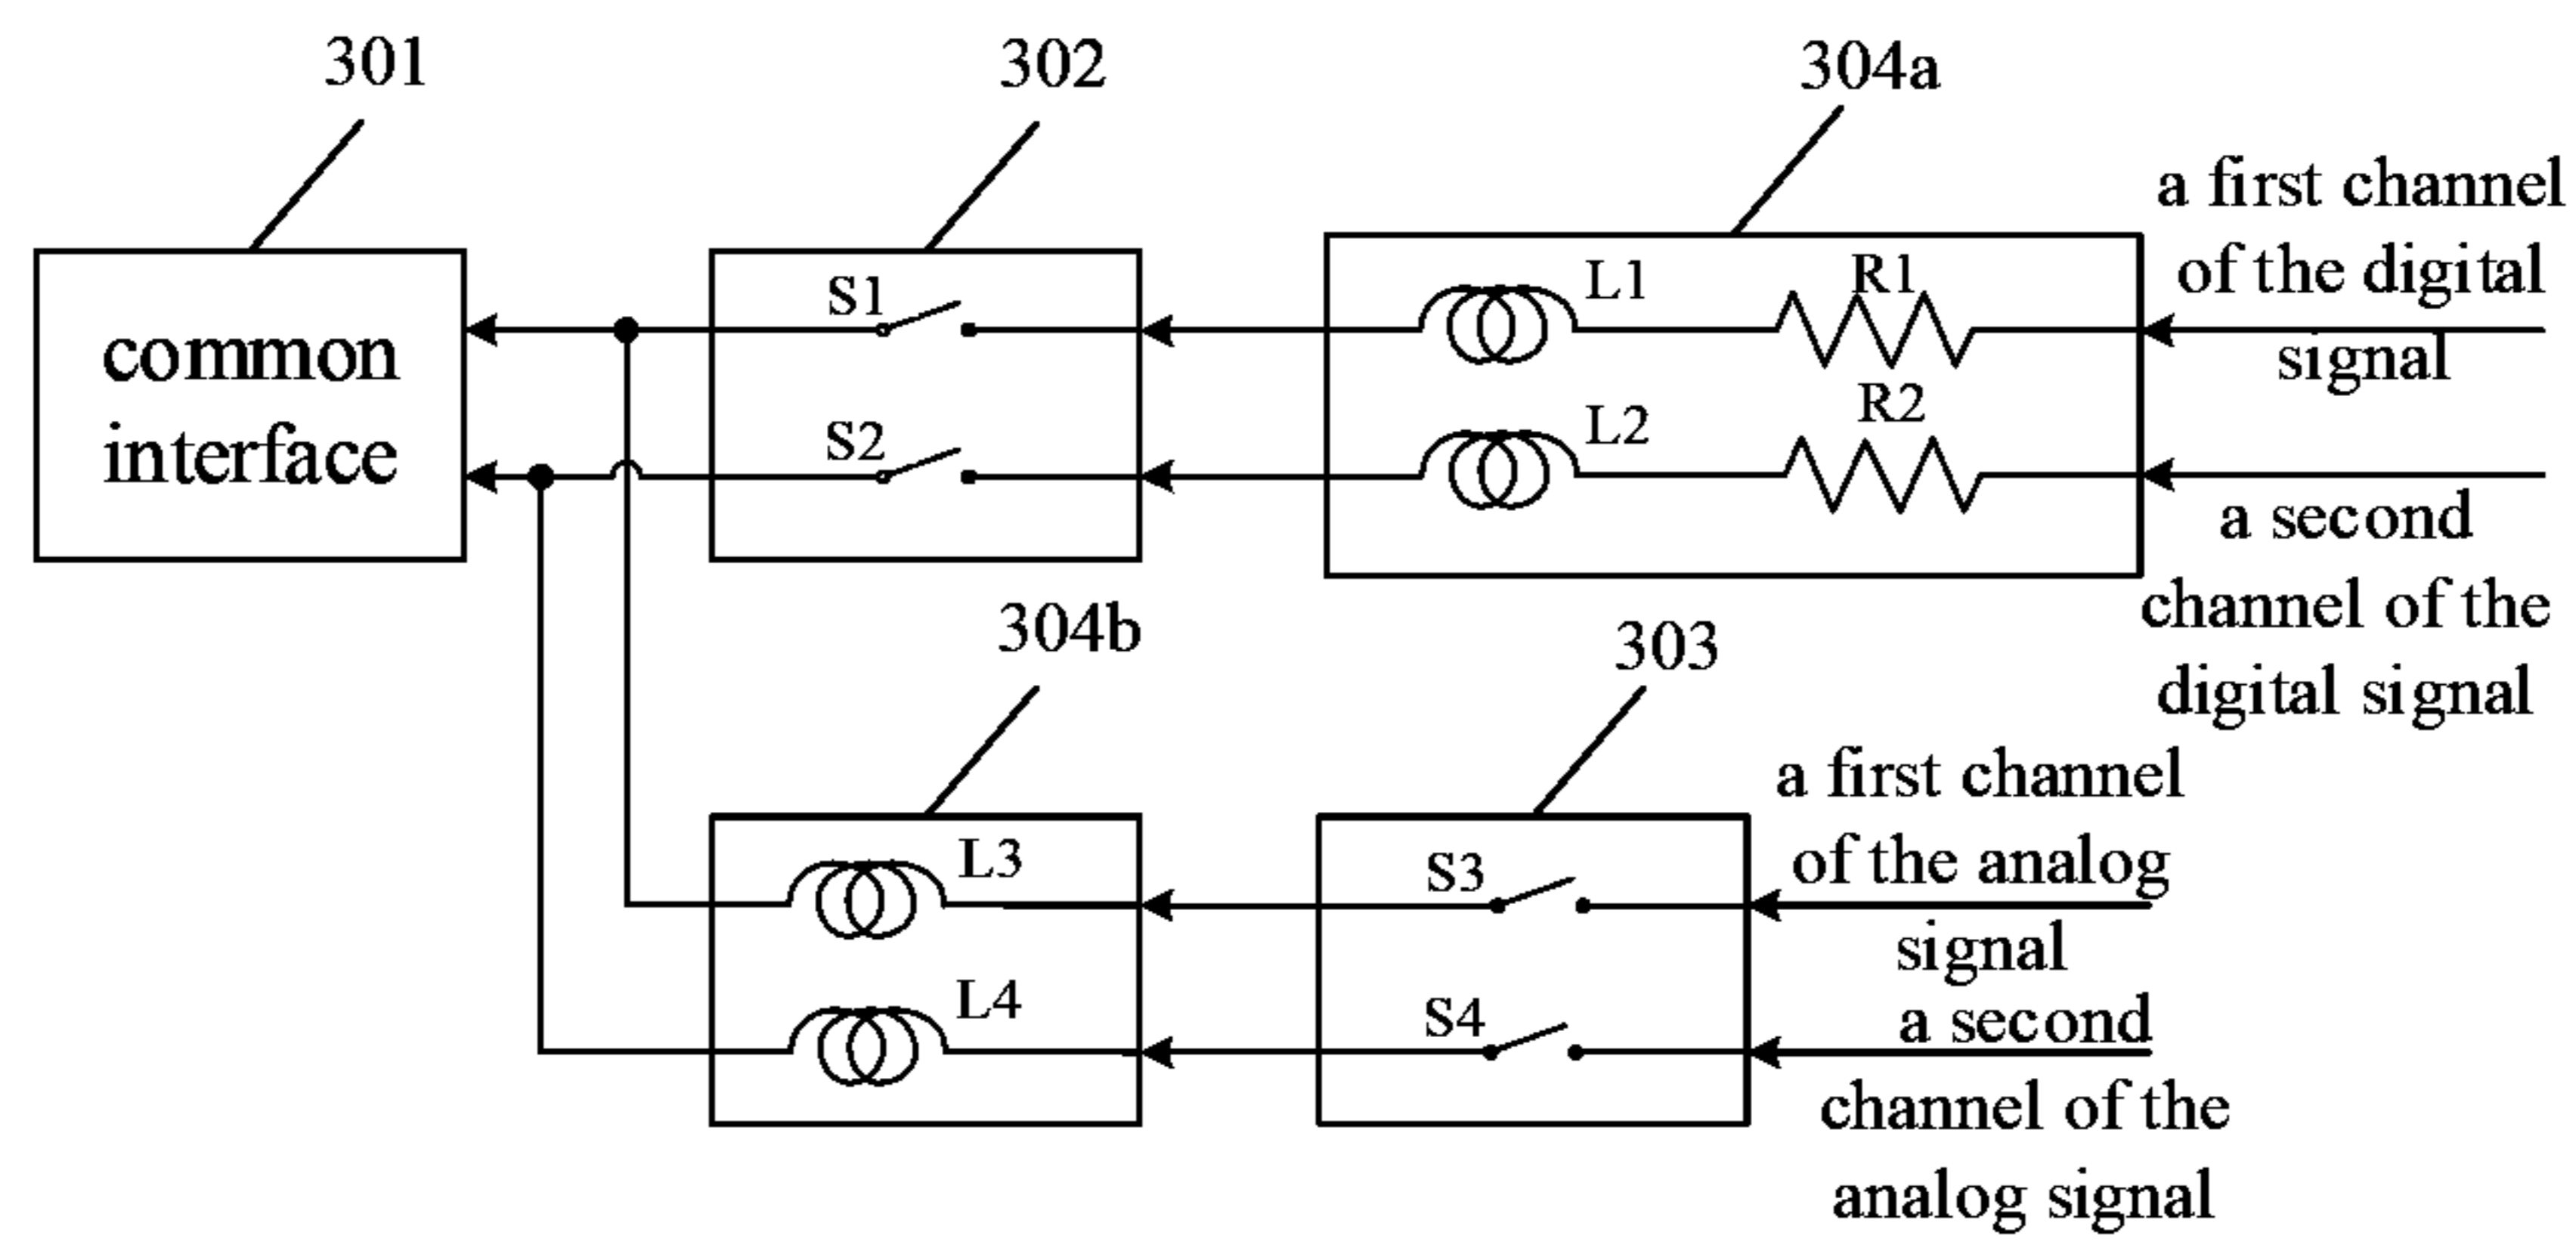 301
302
304a
a first channel
of the digital
signal
S1
L1
R1
common
interface
S2
L2
R2
a second
channel of the
digital signal
304b
303
a first channel
of the analog
signal
L3
S3
L4
S4
a second
channel of the
analog signal